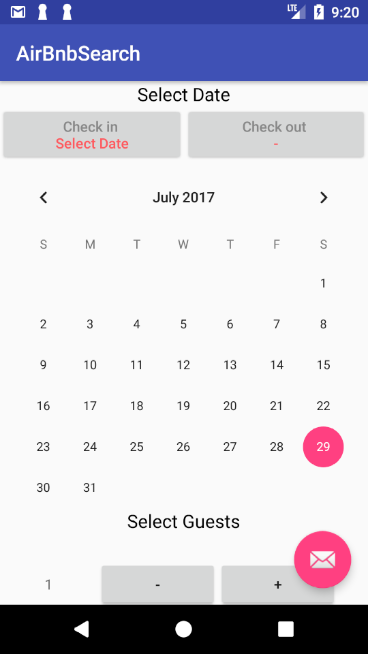 LTE 9:20
AirBnbSearch
Select Date
Check in Check out
Select Date -
July 2017
S M T W T F S
1
2 3 4 5 6 7 8
9 10 11 12 13 14 15
16 17 18 19 20 21 22
23 24 25 26 27 28 29
30 31
Select Guests
1 - +